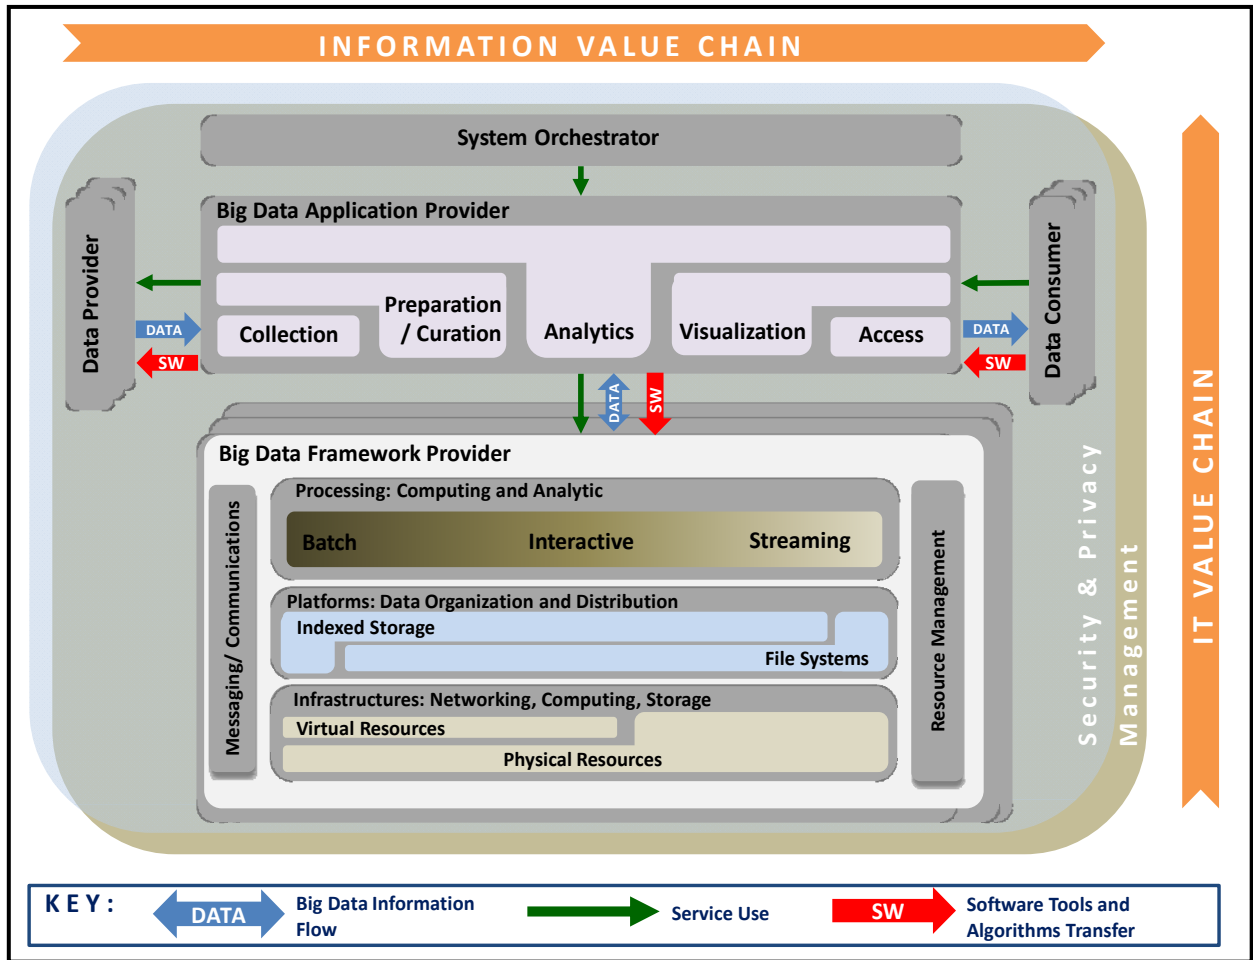 INFORMATION VALUE CHAIN
System Orchestrator
Big Data Application Provider
Collection
Preparation
/ Curation
Analytics
Visualization
Access
Data Provider
DATA
SW
DATA
SW
Data Consumer
DATA
SW
Big Data Framework Provider
Messaging/ Communications
Processing: Computing and Analytic
Batch
Interactive
Streaming
Platforms: Data Organization and Distribution
Indexed Storage
File Systems
Infrastructures: Networking, Computing, Storage
Virtual Resources
Physical Resources
Resource Management
Security & Privacy
Management
IT VALUE CHAIN
KEY:
DATA
Big Data Information
Flow
Service Use
SW
Software Tools and
Algorithms Transfer